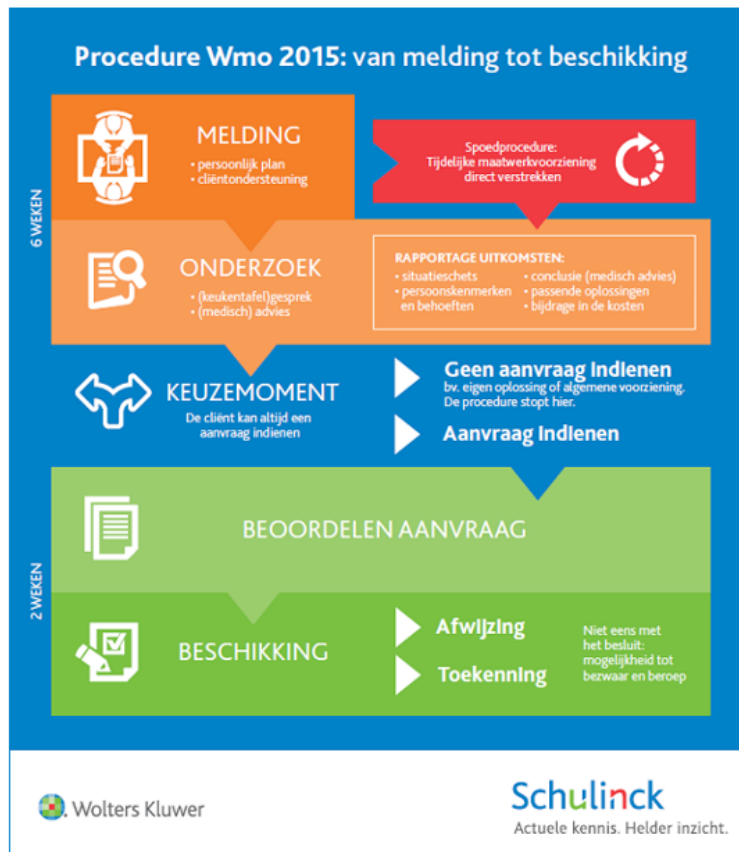 Procedure Wmo 2015: van melding tot beschikking
6 WEKEN
MELDING
• persoonlijk plan
• cliëntondersteuning
Spoedprocedure:
Tijdelijke maatwerkvoorziening
direct verstrekken
ONDERZOEK
• (keukentafel)gesprek
• (medisch) advies
RAPPORTAGE UITKOMSTEN:
• situatieschets
• persoonskenmerken
en behoeften
• conclusie (medisch advies)
• passende oplossingen
• bijdrage in de kosten
KEUZEMOMENT
De cliënt kan altijd een
aanvraag indienen
Geen aanvraag indienen
bv. eigen oplossing of algemene voorziening.
De procedure stopt hier.
Aanvraag indienen
2 WEKEN
BEOORDELEN AANVRAAG
BESCHIKKING
Afwijzing
Toekenning
Niet eens met
het besluit:
mogelijkheid tot
bezwaar en beroep
Wolters Kluwer
Schulinck
Actuele kennis. Helder inzicht.